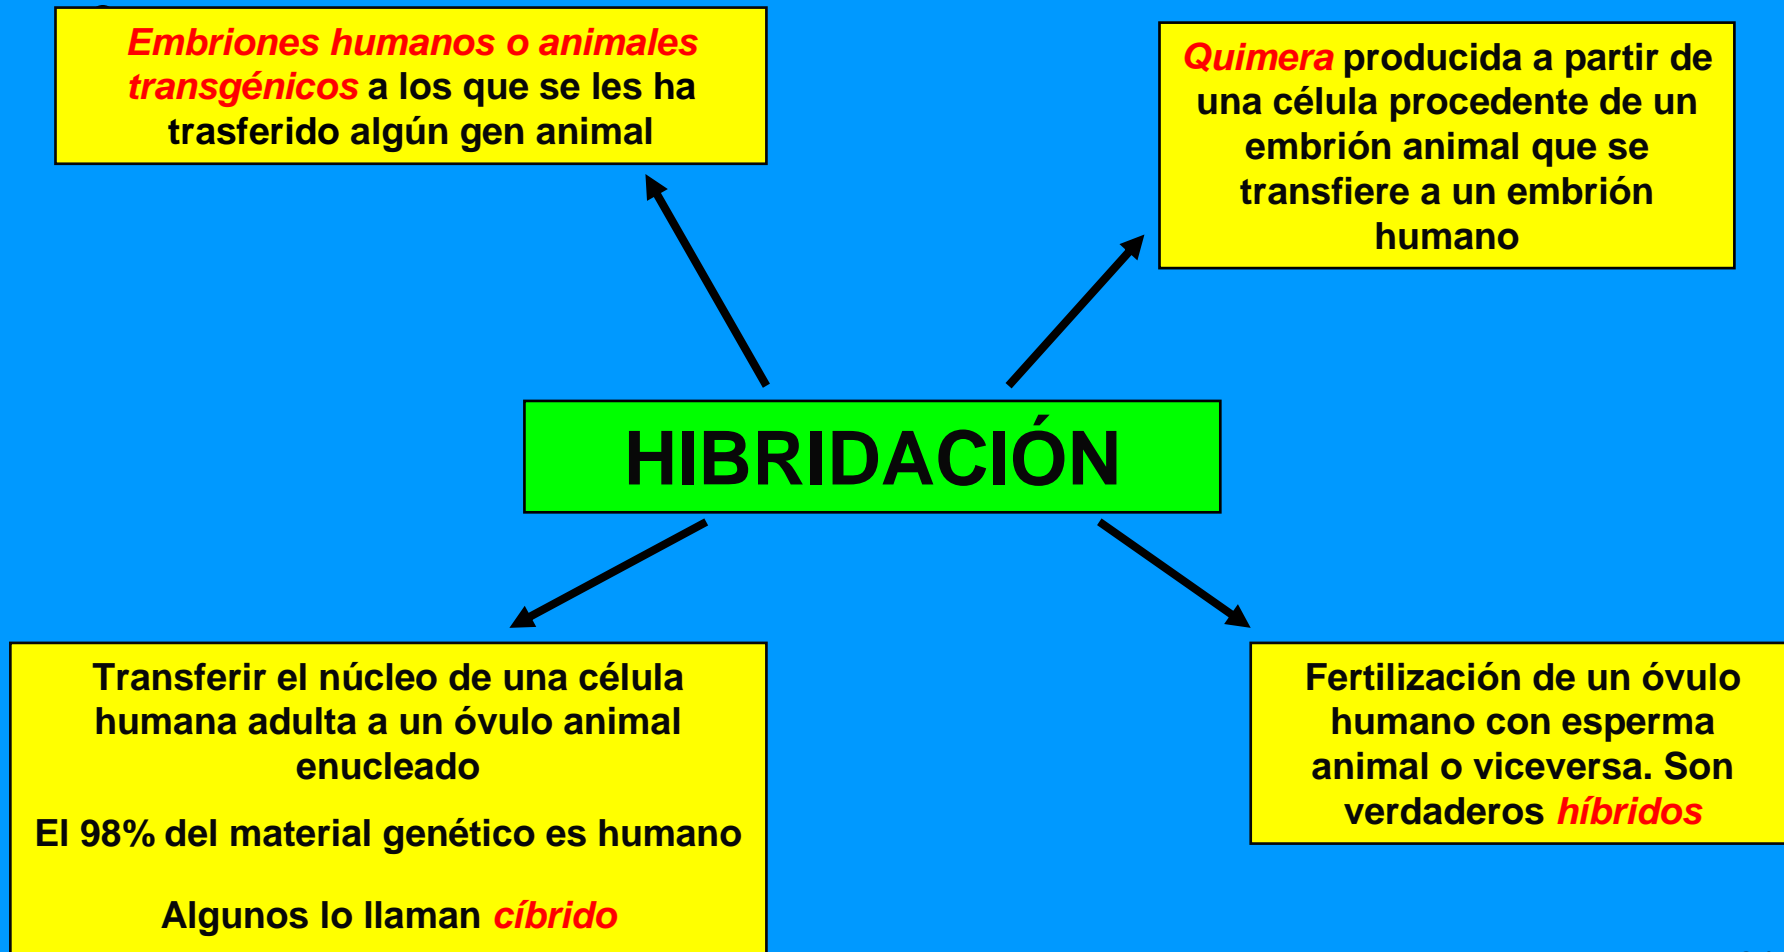 Embriones humanos o animales
transgénicos a los que se les ha
trasferido algún gen animal
Quimera producida a partir de
una célula procedente de un
embrión animal que se
transfiere a un embrión
humano
HIBRIDACIÓN
Transferir el núcleo de una célula
humana adulta a un óvulo animal
enucleado
El 98% del material genético es humano
Algunos lo llaman cíbrido
Fertilización de un óvulo
humano con esperma
animal o viceversa. Son
verdaderos híbridos